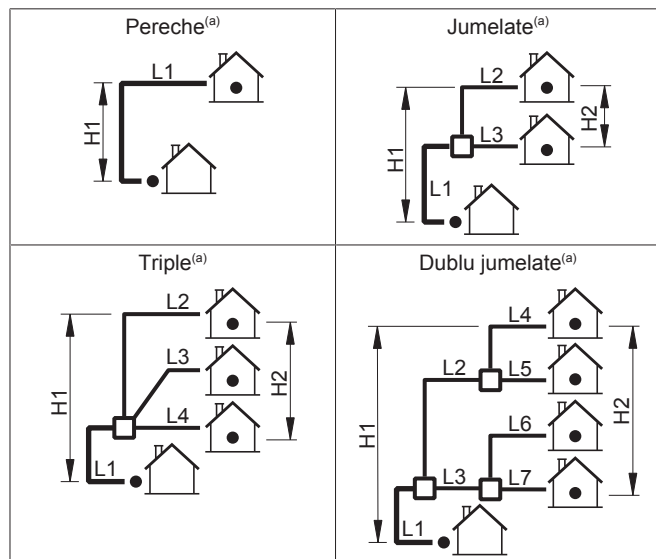 Pereche(a)
L1
H1
Jumelate(a)
L2
H1
H2
L3
L1
Triple(a)
L2
L3
H1
H2
L4
L1
Dublu jumelate(a)
L4
L2
L5
H1
H2
L6
L3
L7
L1